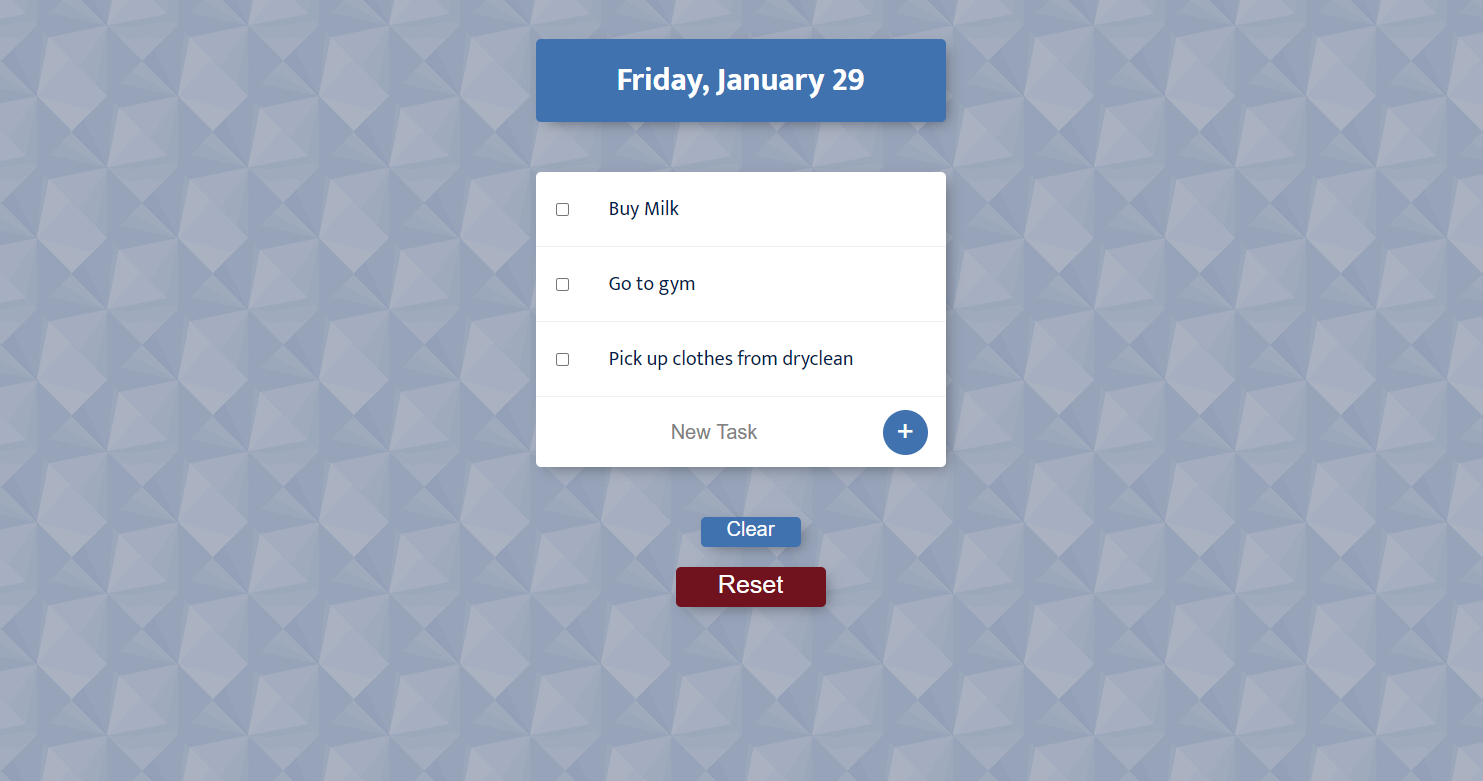 Friday, January 29
Buy Milk
Go to gym
Pick up clothes from dryclean
New Task +
Clear
Reset